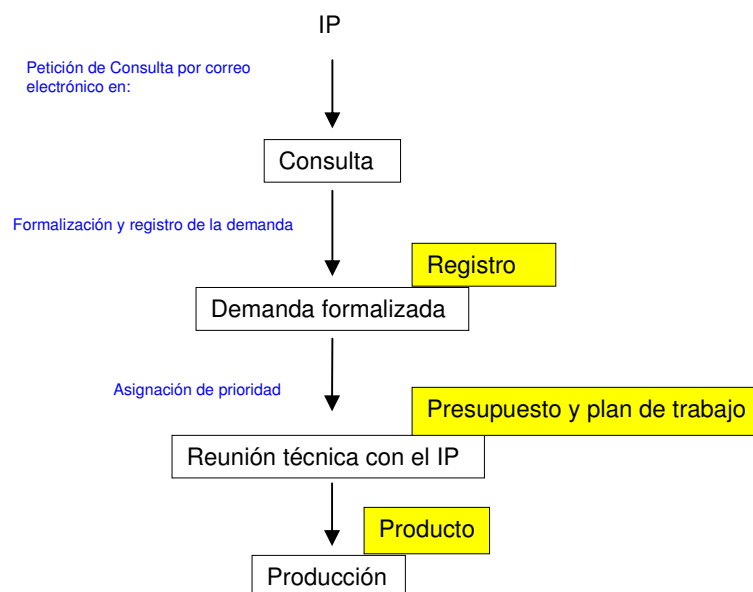 IP
Petición de Consulta por correo
electrónico en:
Consulta
Formalización y registro de la demanda
Registro
Demanda formalizada
Asignación de prioridad
Presupuesto y plan de trabajo
Reunión técnica con el IP
Producto
Producción